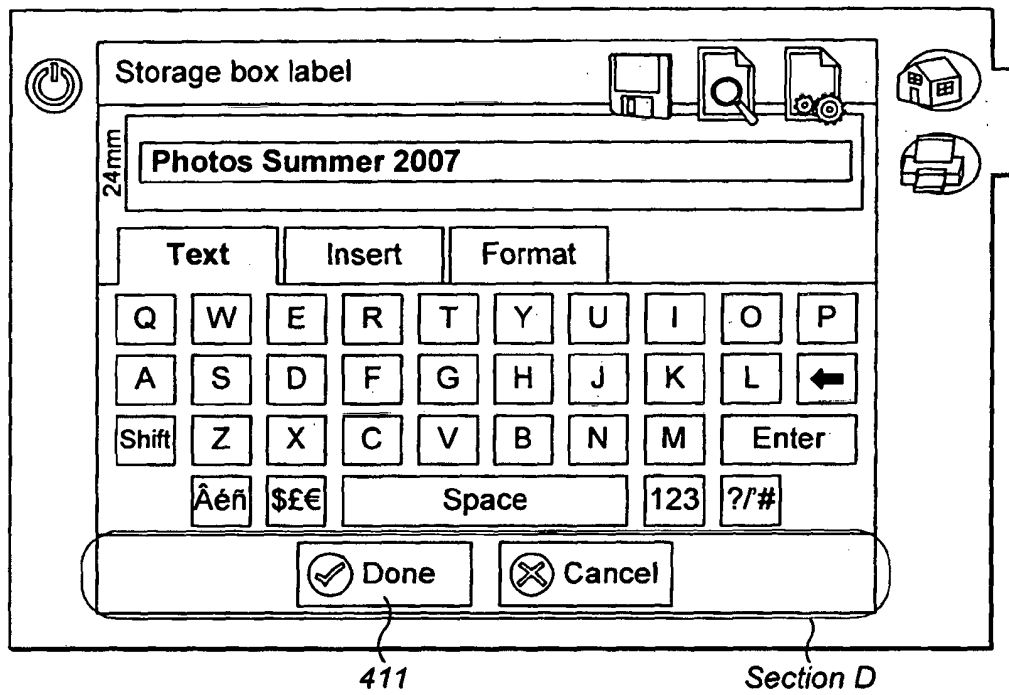 Storage box label
24mm
Photos Summer 2007
Text Insert Format
Q W E R T Y U I O P
A S D F G H J K L
Shift Z X C V B N M Enter
Âéñ $£€ Space 123 ?/'#
Done Cancel
411 Section D